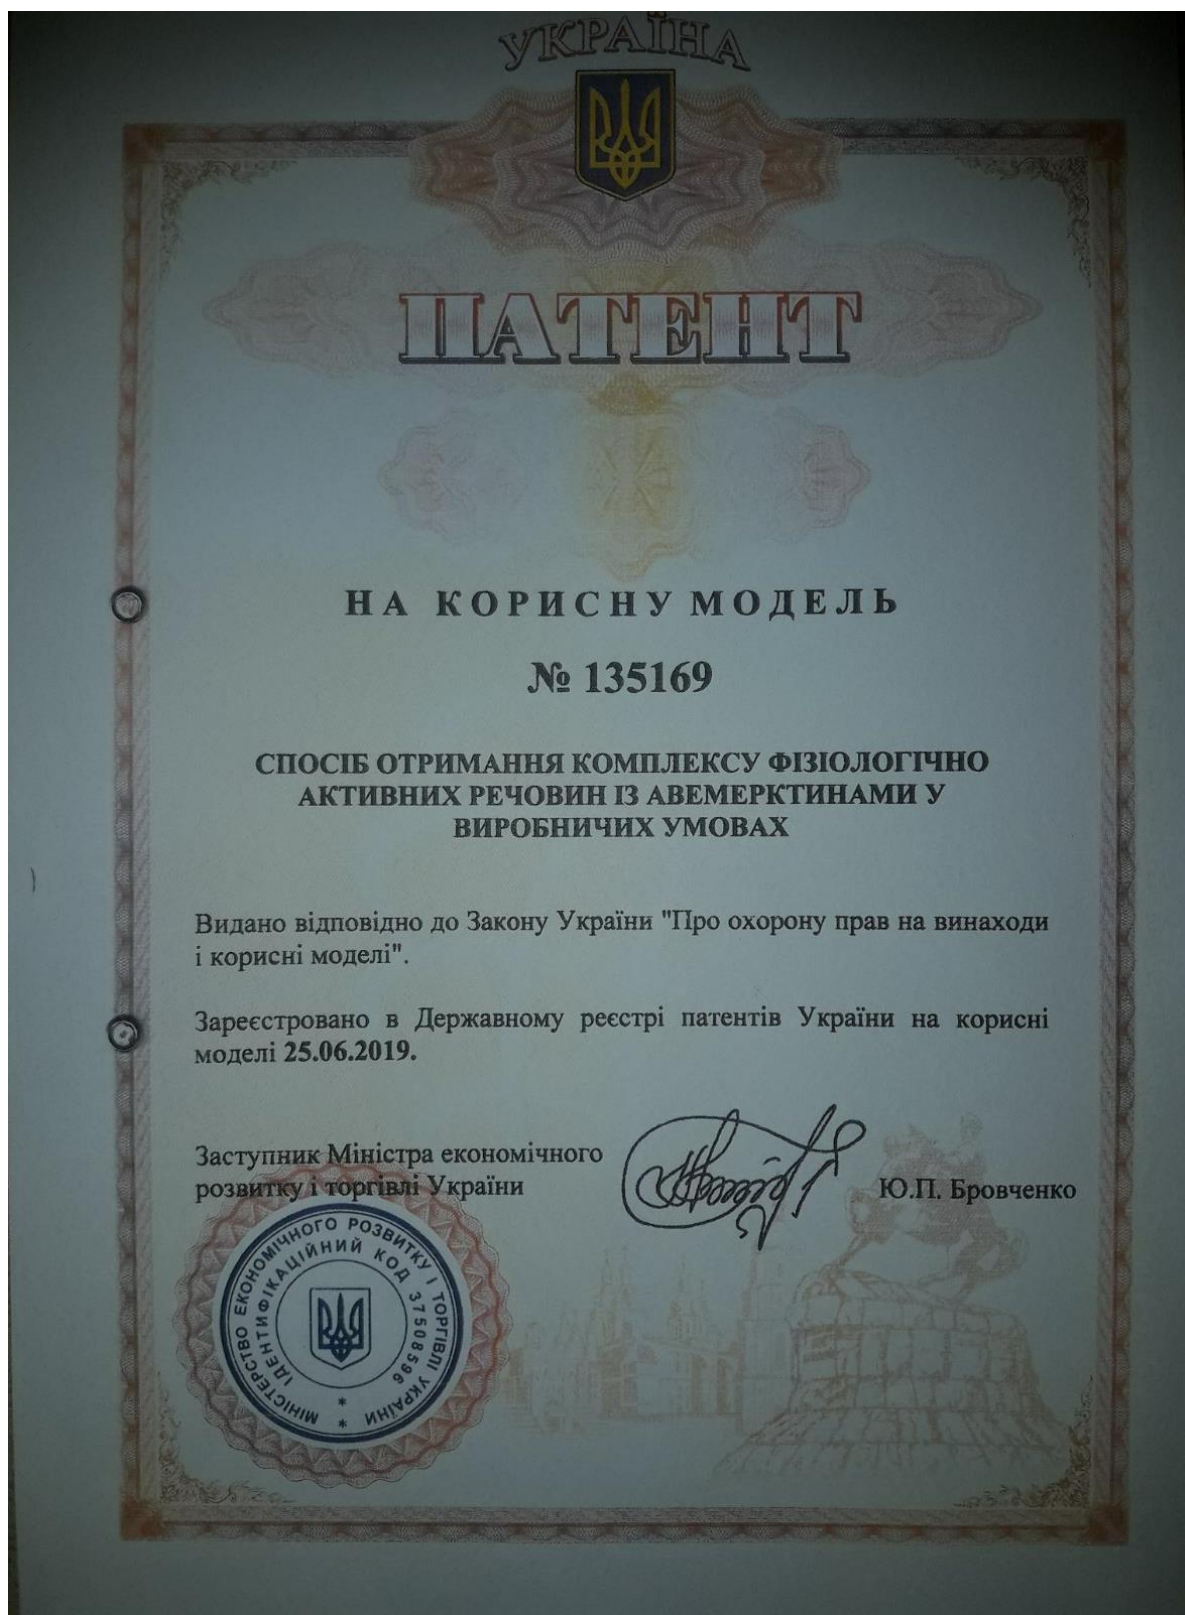 УКРАЇНА
ПАТЕНТ
НА КОРИСНУ МОДЕЛЬ
№ 135169
СПОСІБ ОТРИМАННЯ КОМПЛЕКСУ ФІЗІОЛОГІЧНО
АКТИВНИХ РЕЧОВИН ІЗ АВЕМЕРКТИНАМИ У
ВИРОБНИЧИХ УМОВАХ
Видано відповідно до Закону України "Про охорону прав на винаходи
і корисні моделі".
Зареєстровано в Державному реєстрі патентів України на корисні
моделі 25.06.2019.
Заступник Міністра економічного
розвитку і торгівлі України
Ю.П. Бровченко
МІНІСТЕРСТВО ЕКОНОМІЧНОГО РОЗВИТКУ І ТОРГІВЛІ УКРАЇНИ
ІДЕНТИФІКАЦІЙНИЙ КОД 37508596